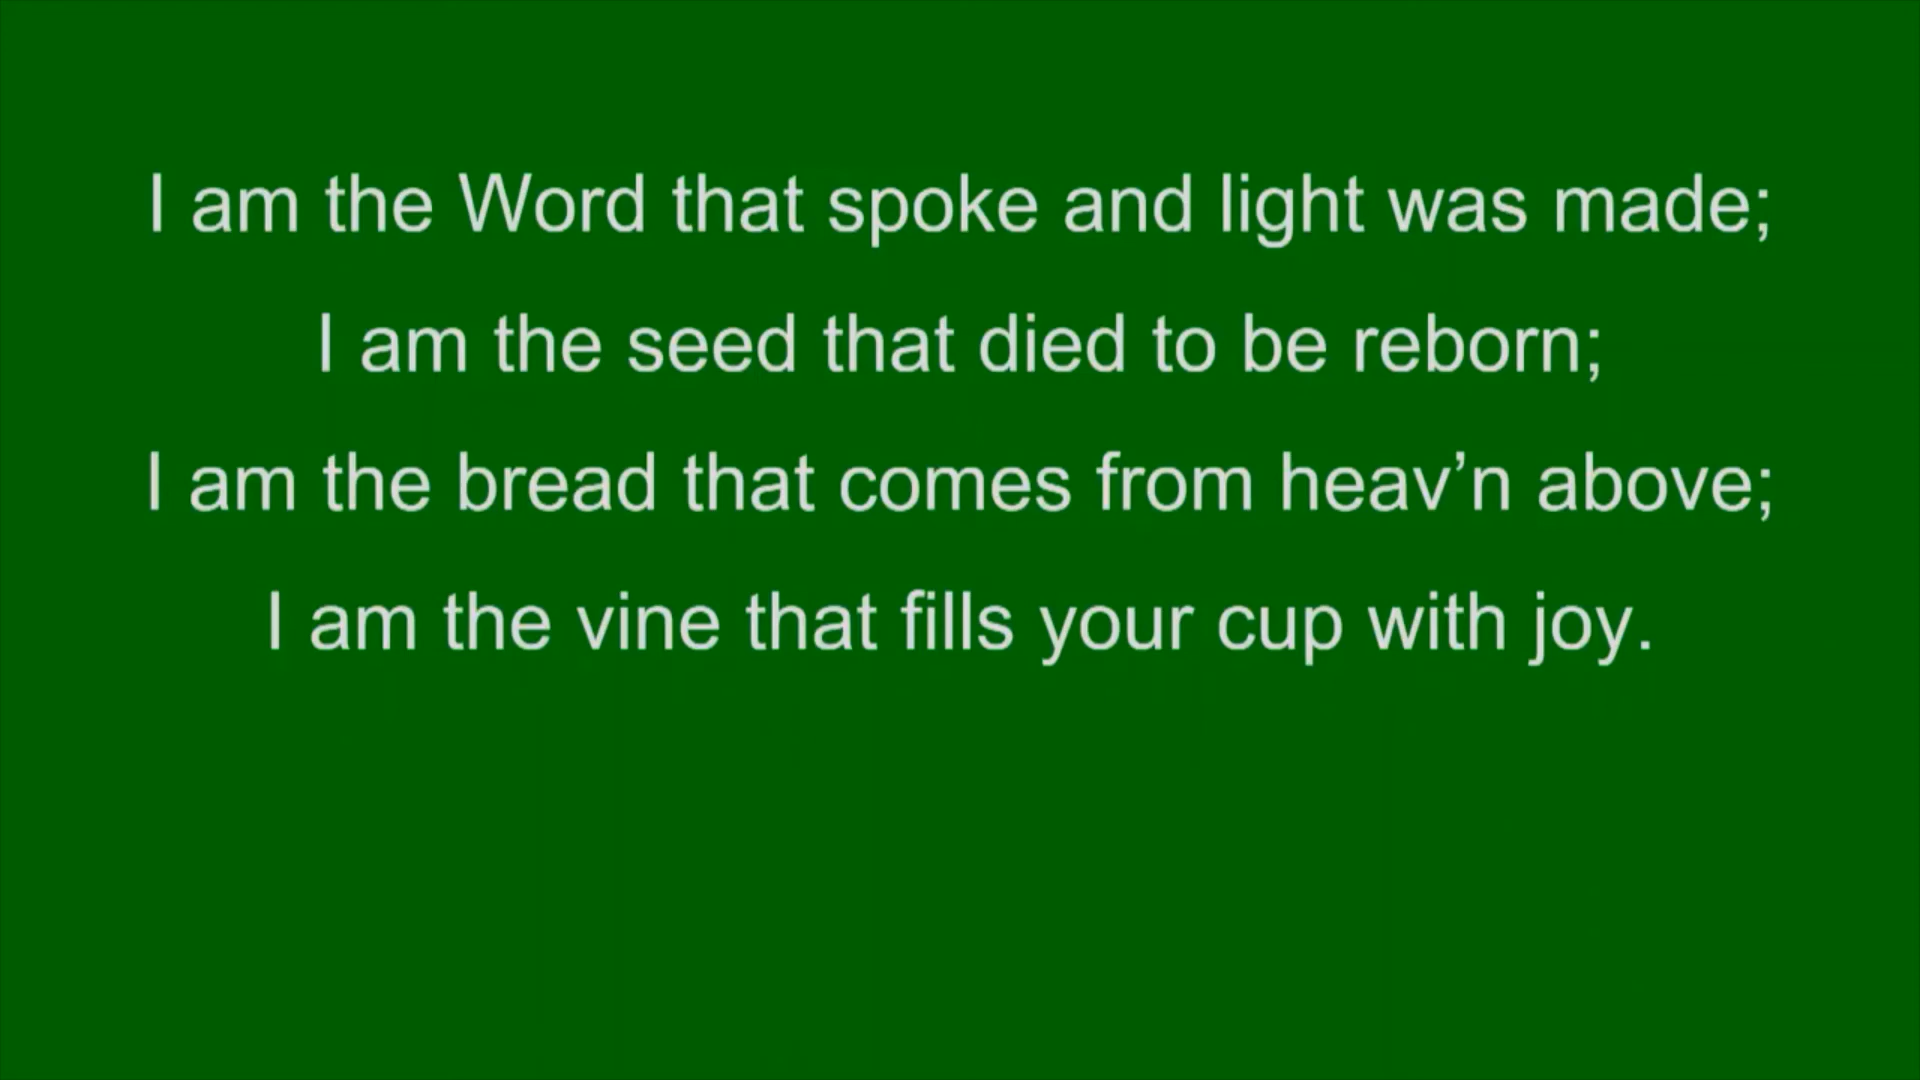 I am the Word that spoke and light was made;
I am the seed that died to be reborn;
I am the bread that comes from heav’n above;
I am the vine that fills your cup with joy.